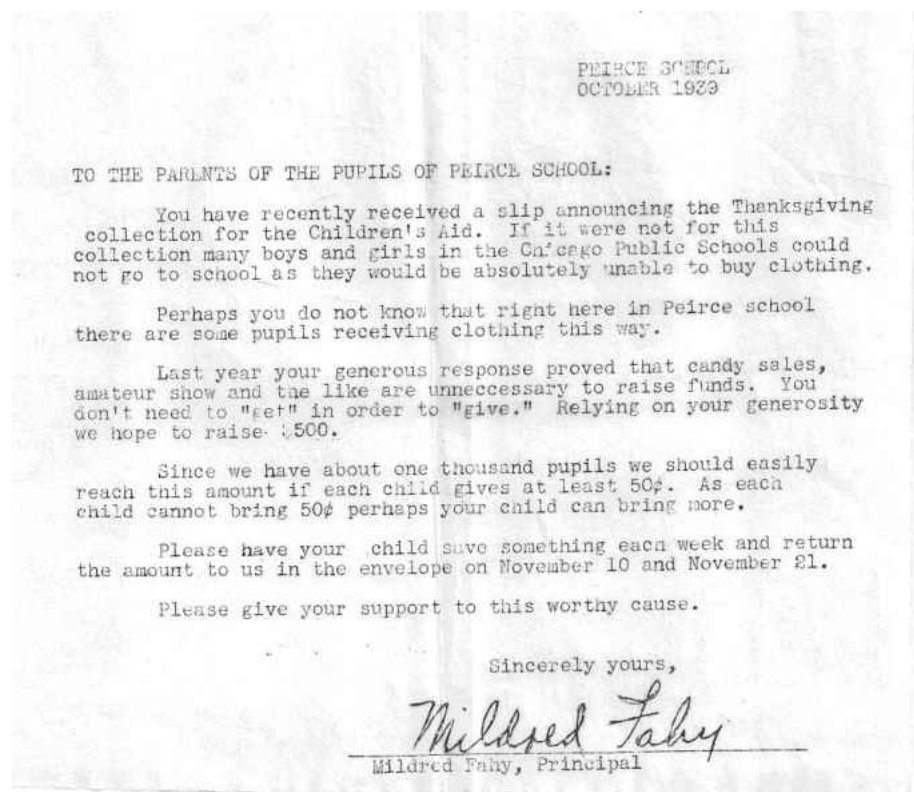 PEIRCE SCHOOL
OCTOBER 1939
TO THE PARENTS OF THE PUPILS OF PEIRCE SCHOOL:
You have recently received a slip announcing the Thanksgiving
collection for the Children's Aid. If it were not for this
collection many boys and girls in the Chicago Public Schools could
not go to school as they would be absolutely unable to buy clothing.
Perhaps you do not know that right here in Peirce school
there are some pupils receiving clothing this way.
Last year your generous response proved that candy sales,
amateur show and the like are unneccessary to raise funds. You
don't need to "get" in order to "give." Relying on your generosity
we hope to raise $500.
Since we have about one thousand pupils we should easily
reach this amount if each child gives at least 50¢. As each
child cannot bring 50¢ perhaps your child can bring more.
Please have your child save something each week and return
the amount to us in the envelope on November 10 and November 21.
Please give your support to this worthy cause.
Sincerely yours,
Mildred Fahy
Mildred Fahy, Principal